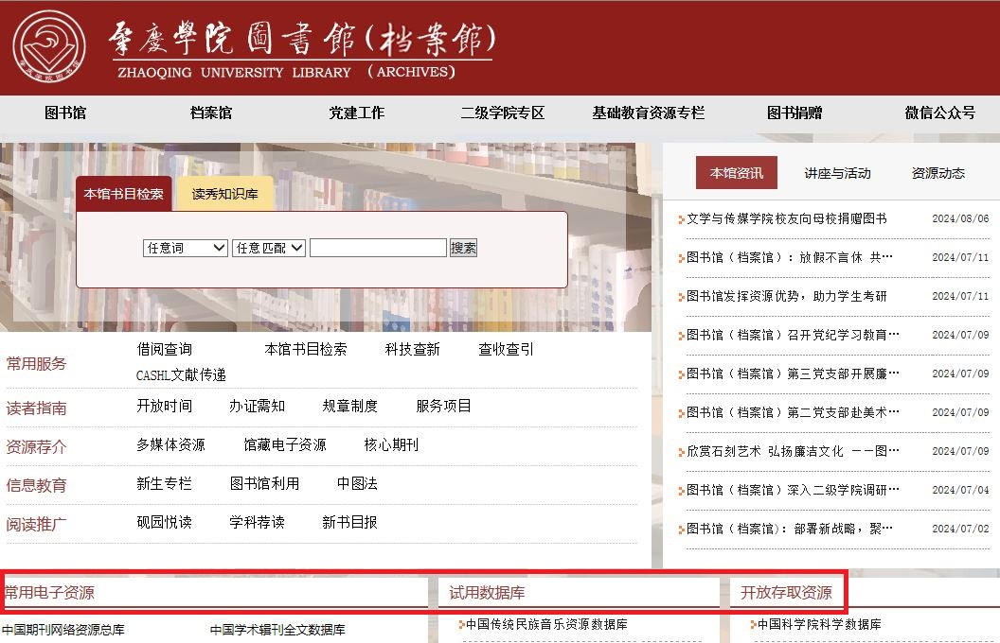 肇慶學院圖書館(档案館)
ZHAOQING UNIVERSITY LIBRARY (ARCHIVES)
图书馆 档案馆 党建工作 二级学院专区 基础教育资源专栏 图书捐赠 微信公众号
本馆书目检索 读秀知识库
任意词 任意匹配 搜索
本馆资讯 讲座与活动 资源动态
文学与传媒学院校友向母校捐赠图书 2024/08/06
图书馆（档案馆）：放假不言休 共… 2024/07/11
图书馆发挥资源优势，助力学生考研 2024/07/11
图书馆（档案馆）召开党纪学习教育… 2024/07/09
图书馆（档案馆）第三党支部开展廉… 2024/07/09
图书馆（档案馆）第二党支部赴美术… 2024/07/09
欣赏石刻艺术 弘扬廉洁文化 －－图… 2024/07/09
图书馆（档案馆）深入二级学院调研… 2024/07/04
图书馆（档案馆)：部署新战略，聚… 2024/07/02
常用服务 借阅查询 本馆书目检索 科技查新 查收查引
CASHL文献传递
读者指南 开放时间 办证需知 规章制度 服务项目
资源荐介 多媒体资源 馆藏电子资源 核心期刊
信息教育 新生专栏 图书馆利用 中图法
阅读推广 砚园悦读 学科荐读 新书目报
常用电子资源 试用数据库 开放存取资源
中国期刊网络资源总库 中国学术辑刊全文数据库 中国传统民族音乐资源数据库 中国科学院科学数据库